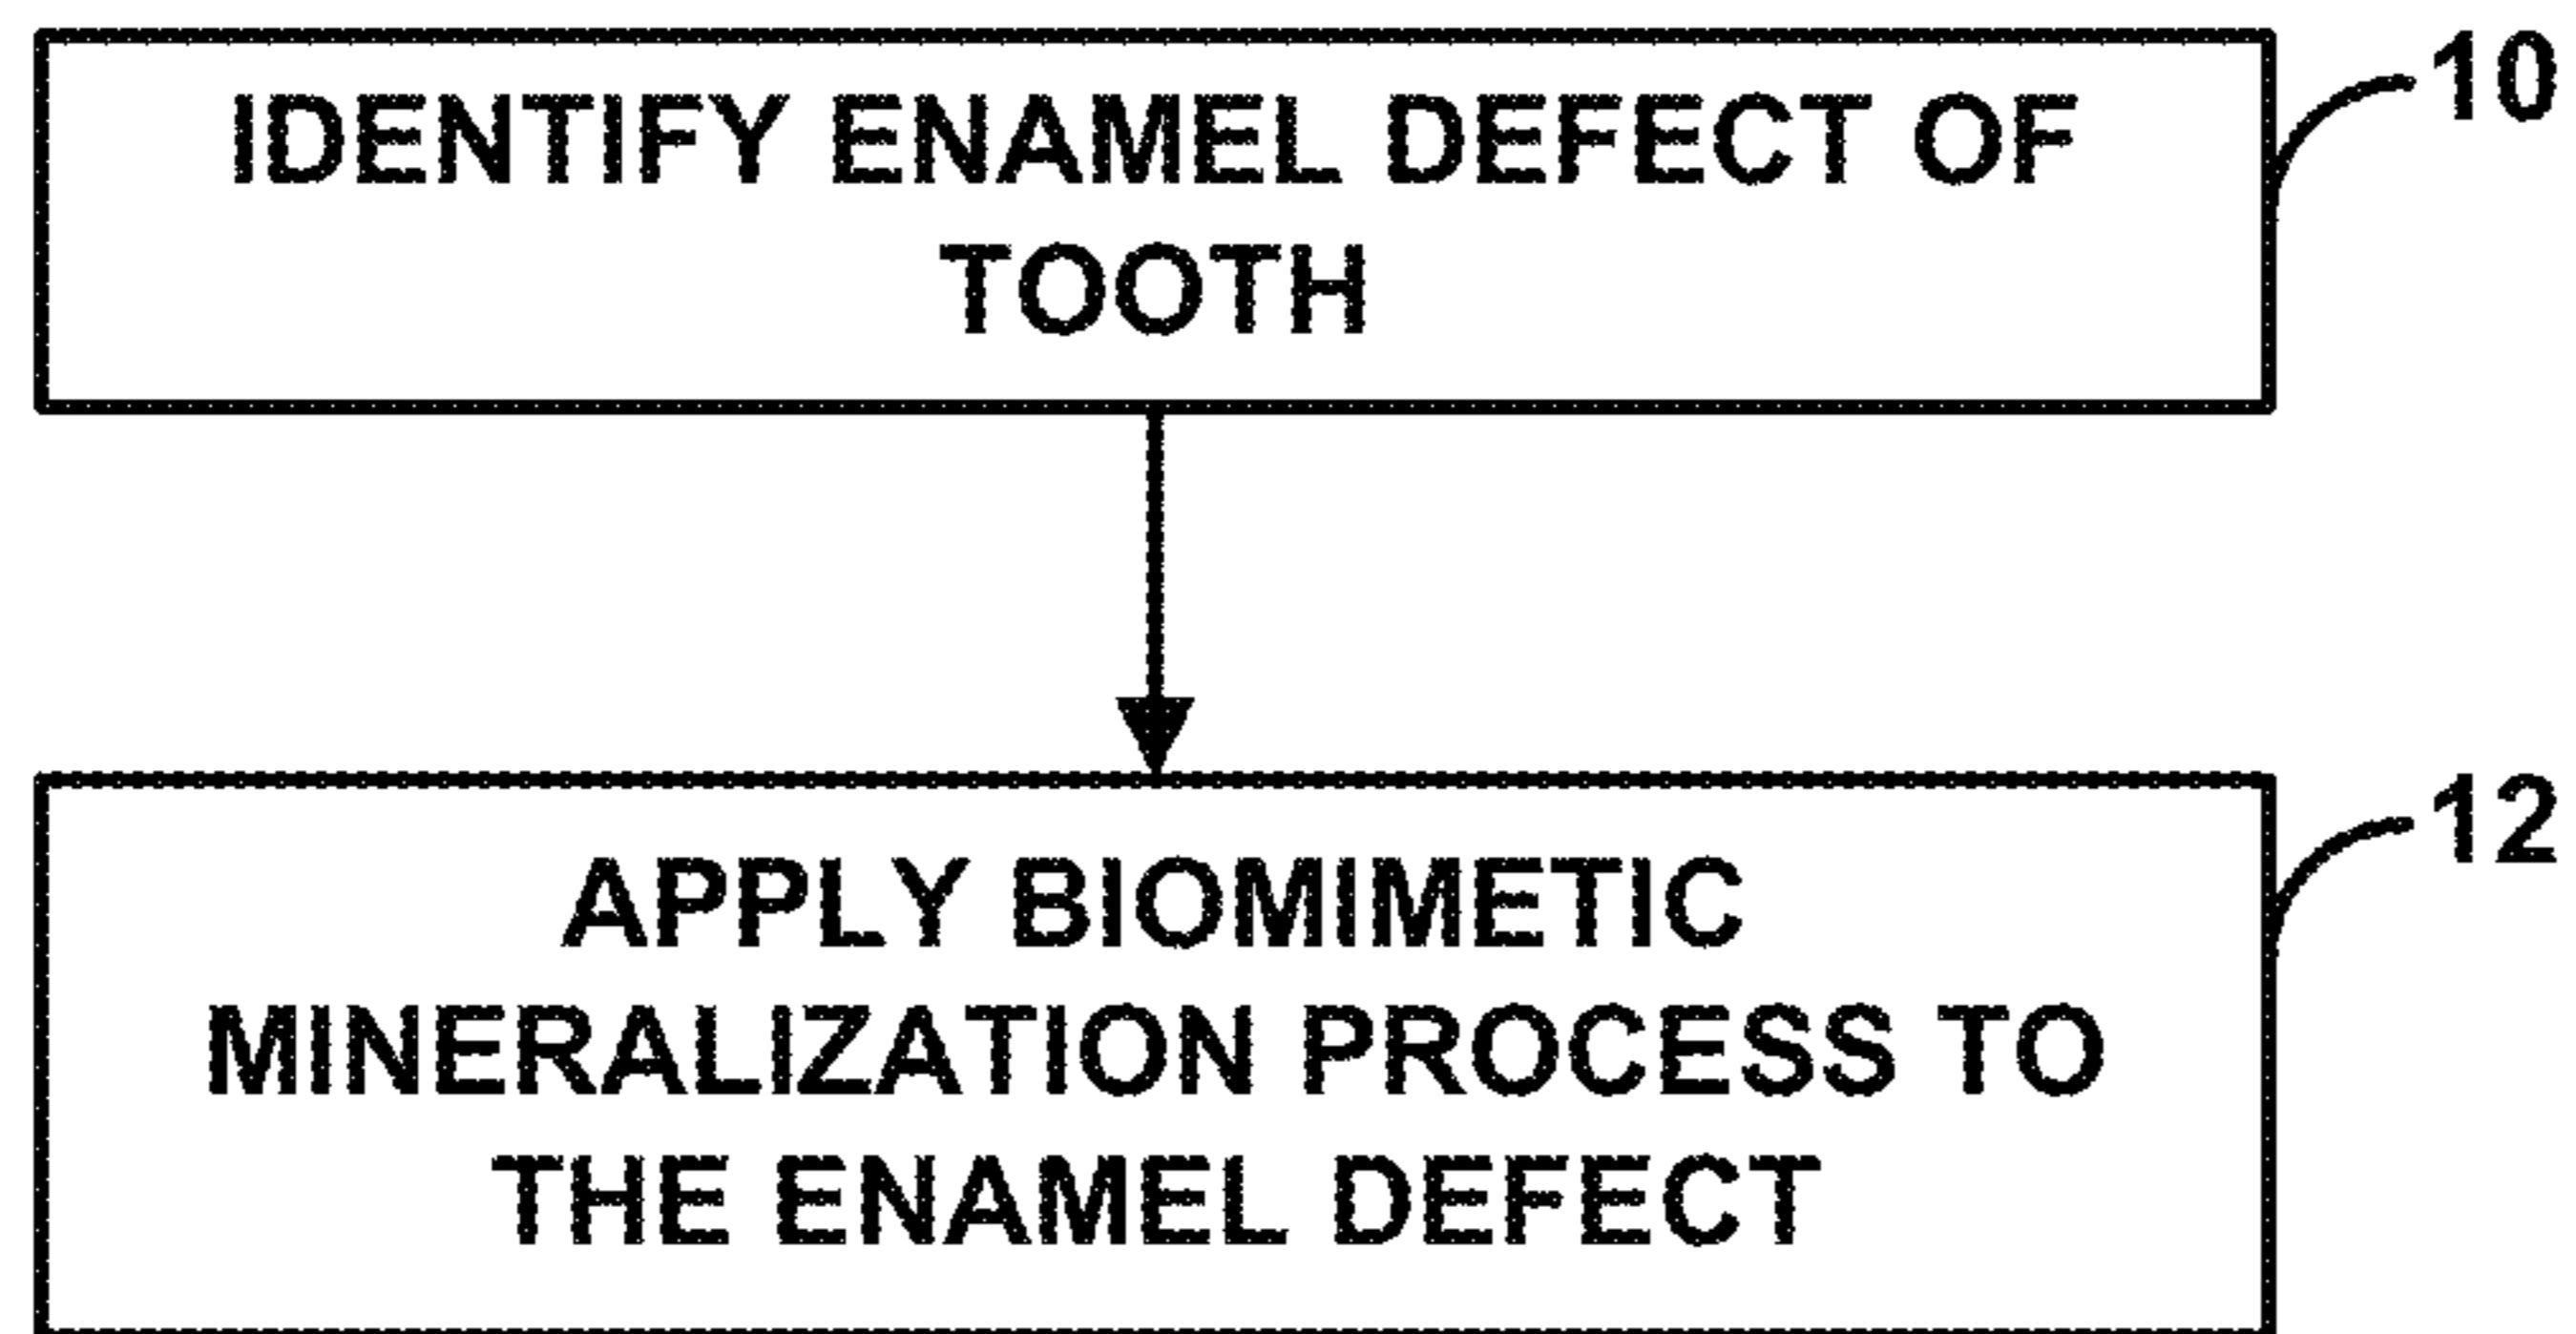 IDENTIFY ENAMEL DEFECT OF
TOOTH
10
APPLY BIOMIMETIC
MINERALIZATION PROCESS TO
THE ENAMEL DEFECT
12